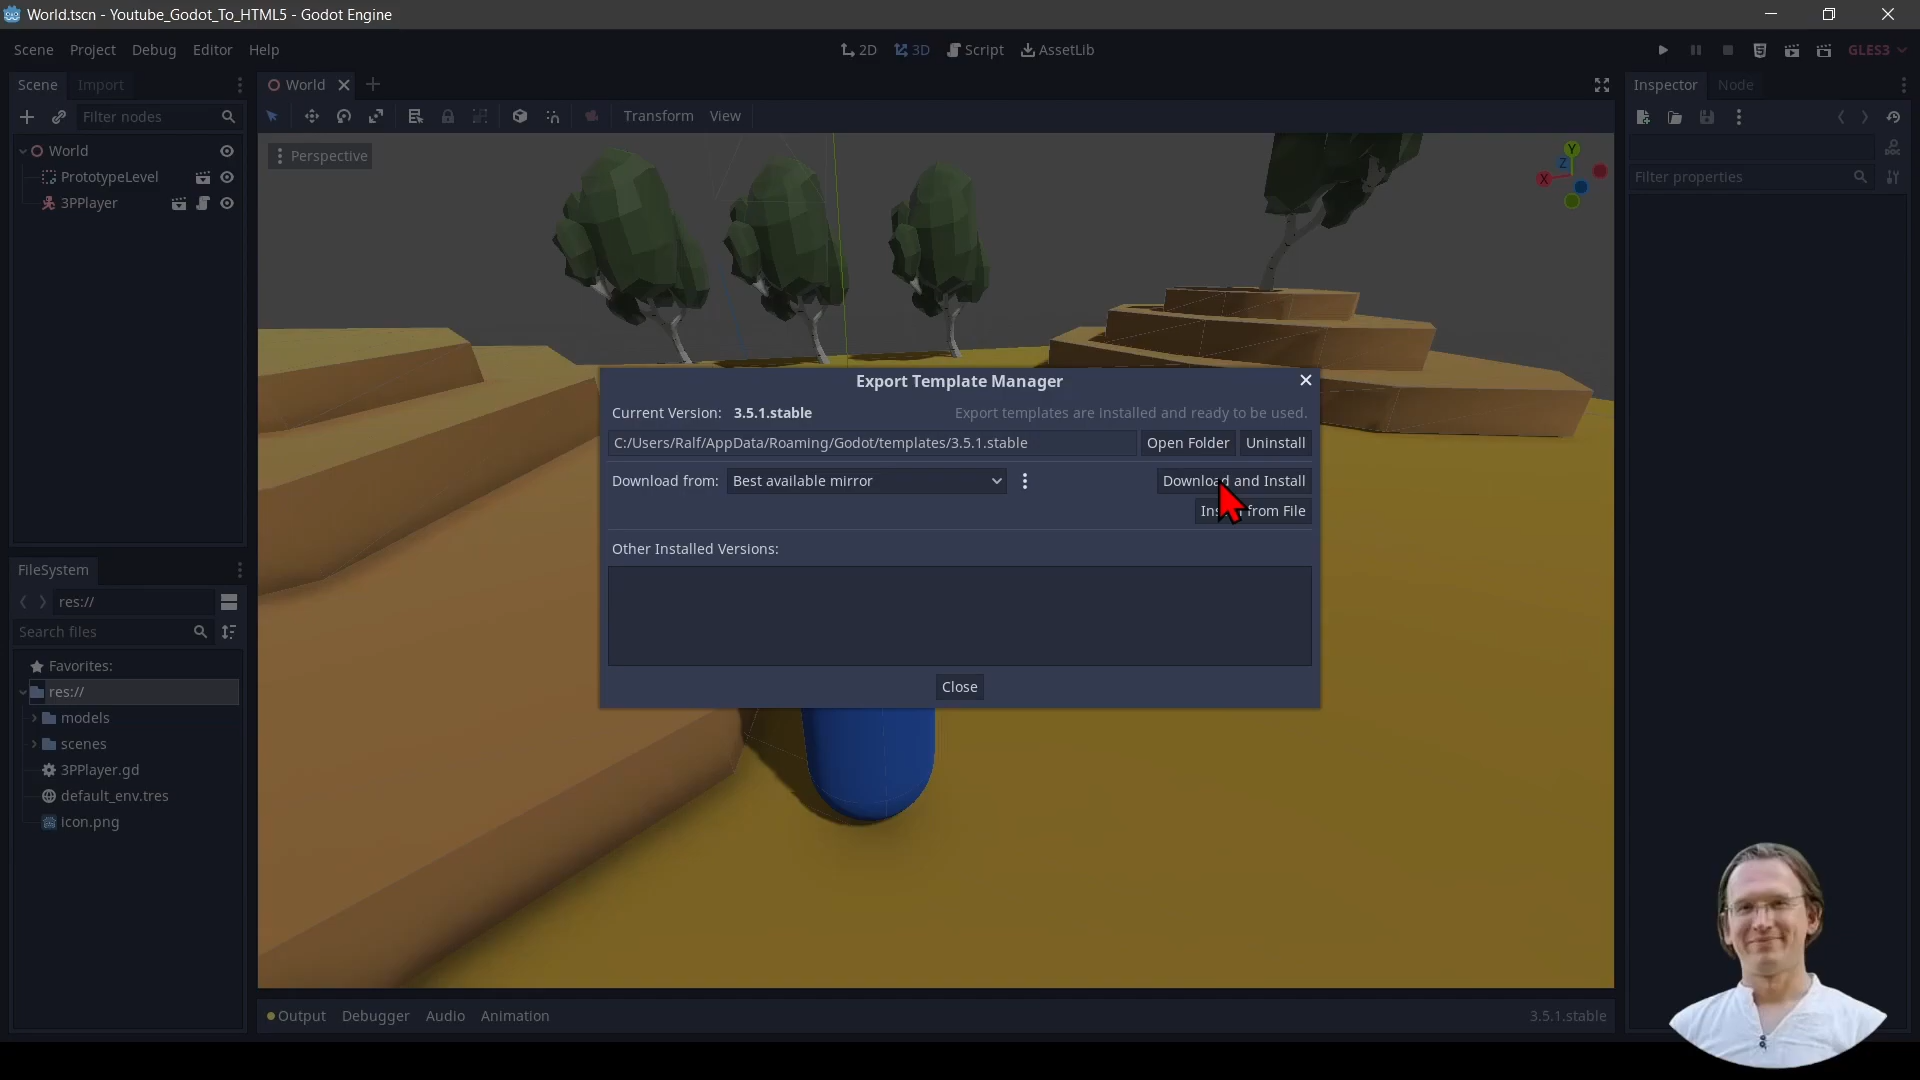 World.tscn - Youtube_Godot_To_HTML5 - Godot Engine
Scene Project Debug Editor Help
2D 3D Script AssetLib
GLES3
Scene Import
World
Inspector Node
Filter nodes
Transform View
World
PrototypeLevel
3PPlayer
Perspective
Y
Z
X
Filter properties
Export Template Manager
Current Version: 3.5.1.stable Export templates are installed and ready to be used.
C:/Users/Ralf/AppData/Roaming/Godot/templates/3.5.1.stable Open Folder Uninstall
Download from: Best available mirror Download and Install
from File
Other Installed Versions:
Close
FileSystem
res://
Search files
Favorites:
res://
models
scenes
3PPlayer.gd
default_env.tres
icon.png
Output Debugger Audio Animation
3.5.1.stable